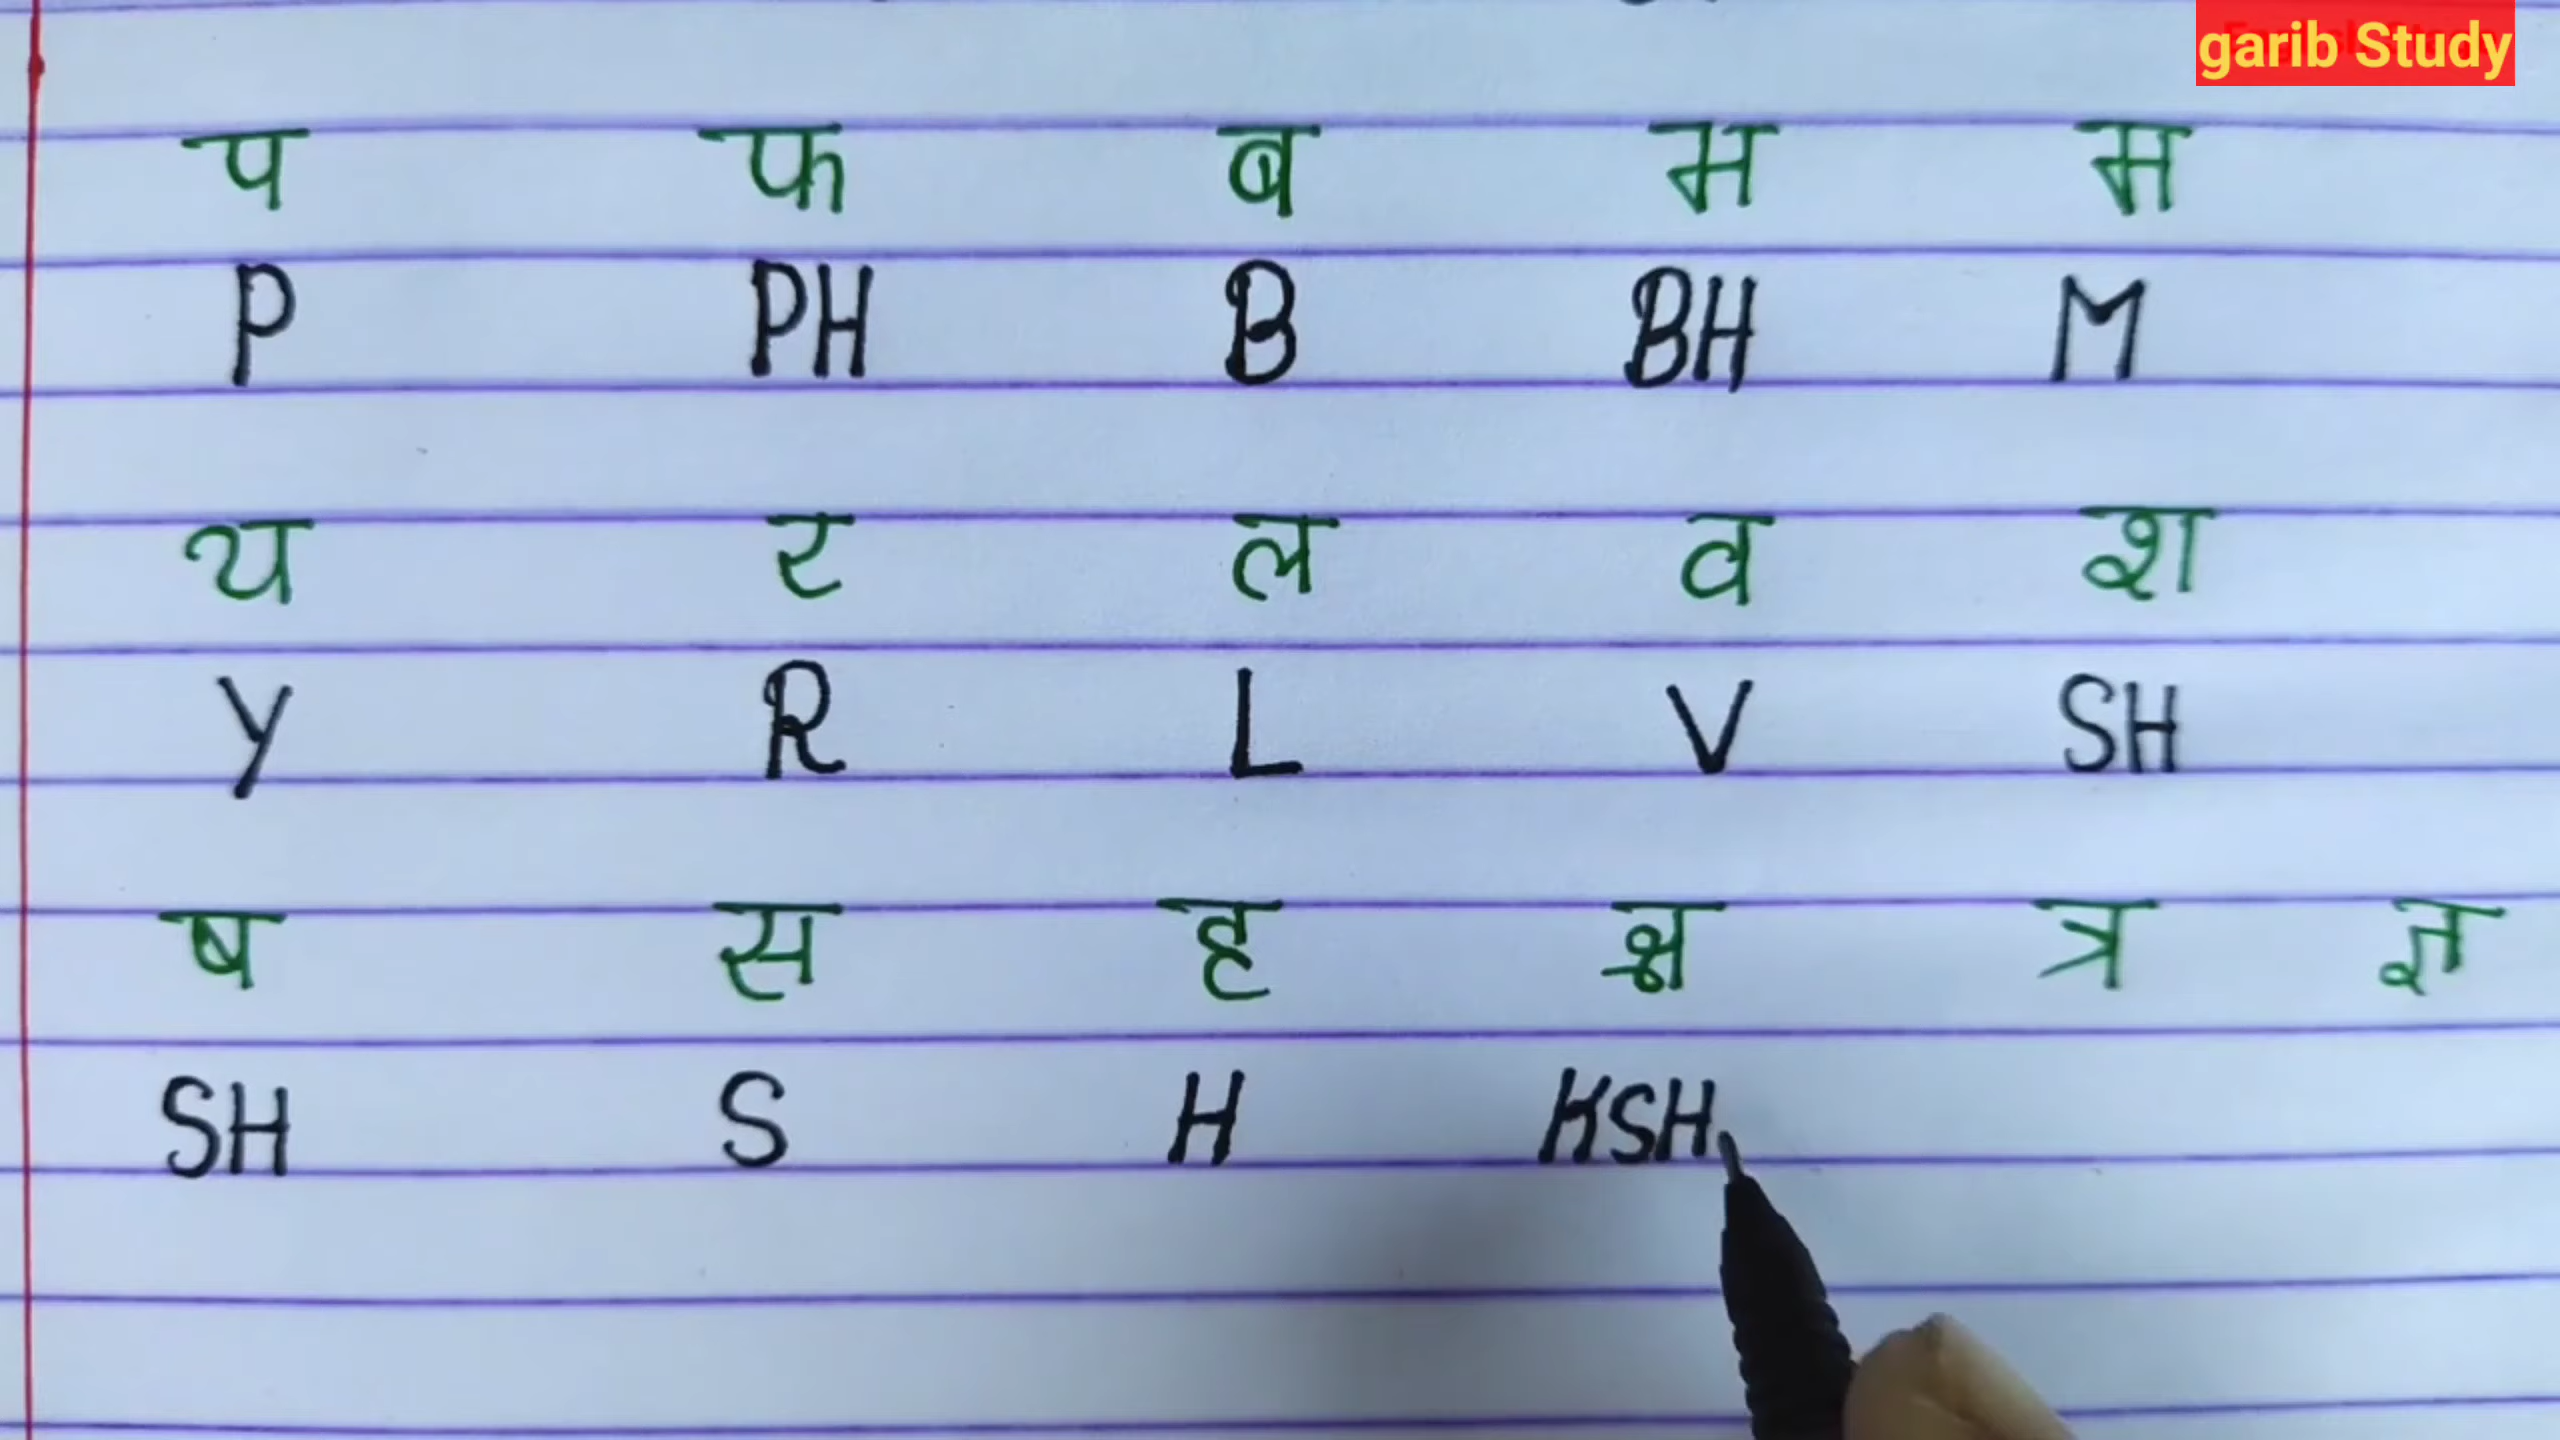 garib Study
प फ ब भ म
P PH B BH M
य र ल व श
Y R L V SH
ष स ह क्ष त्र ज्ञ
SH S H KSH